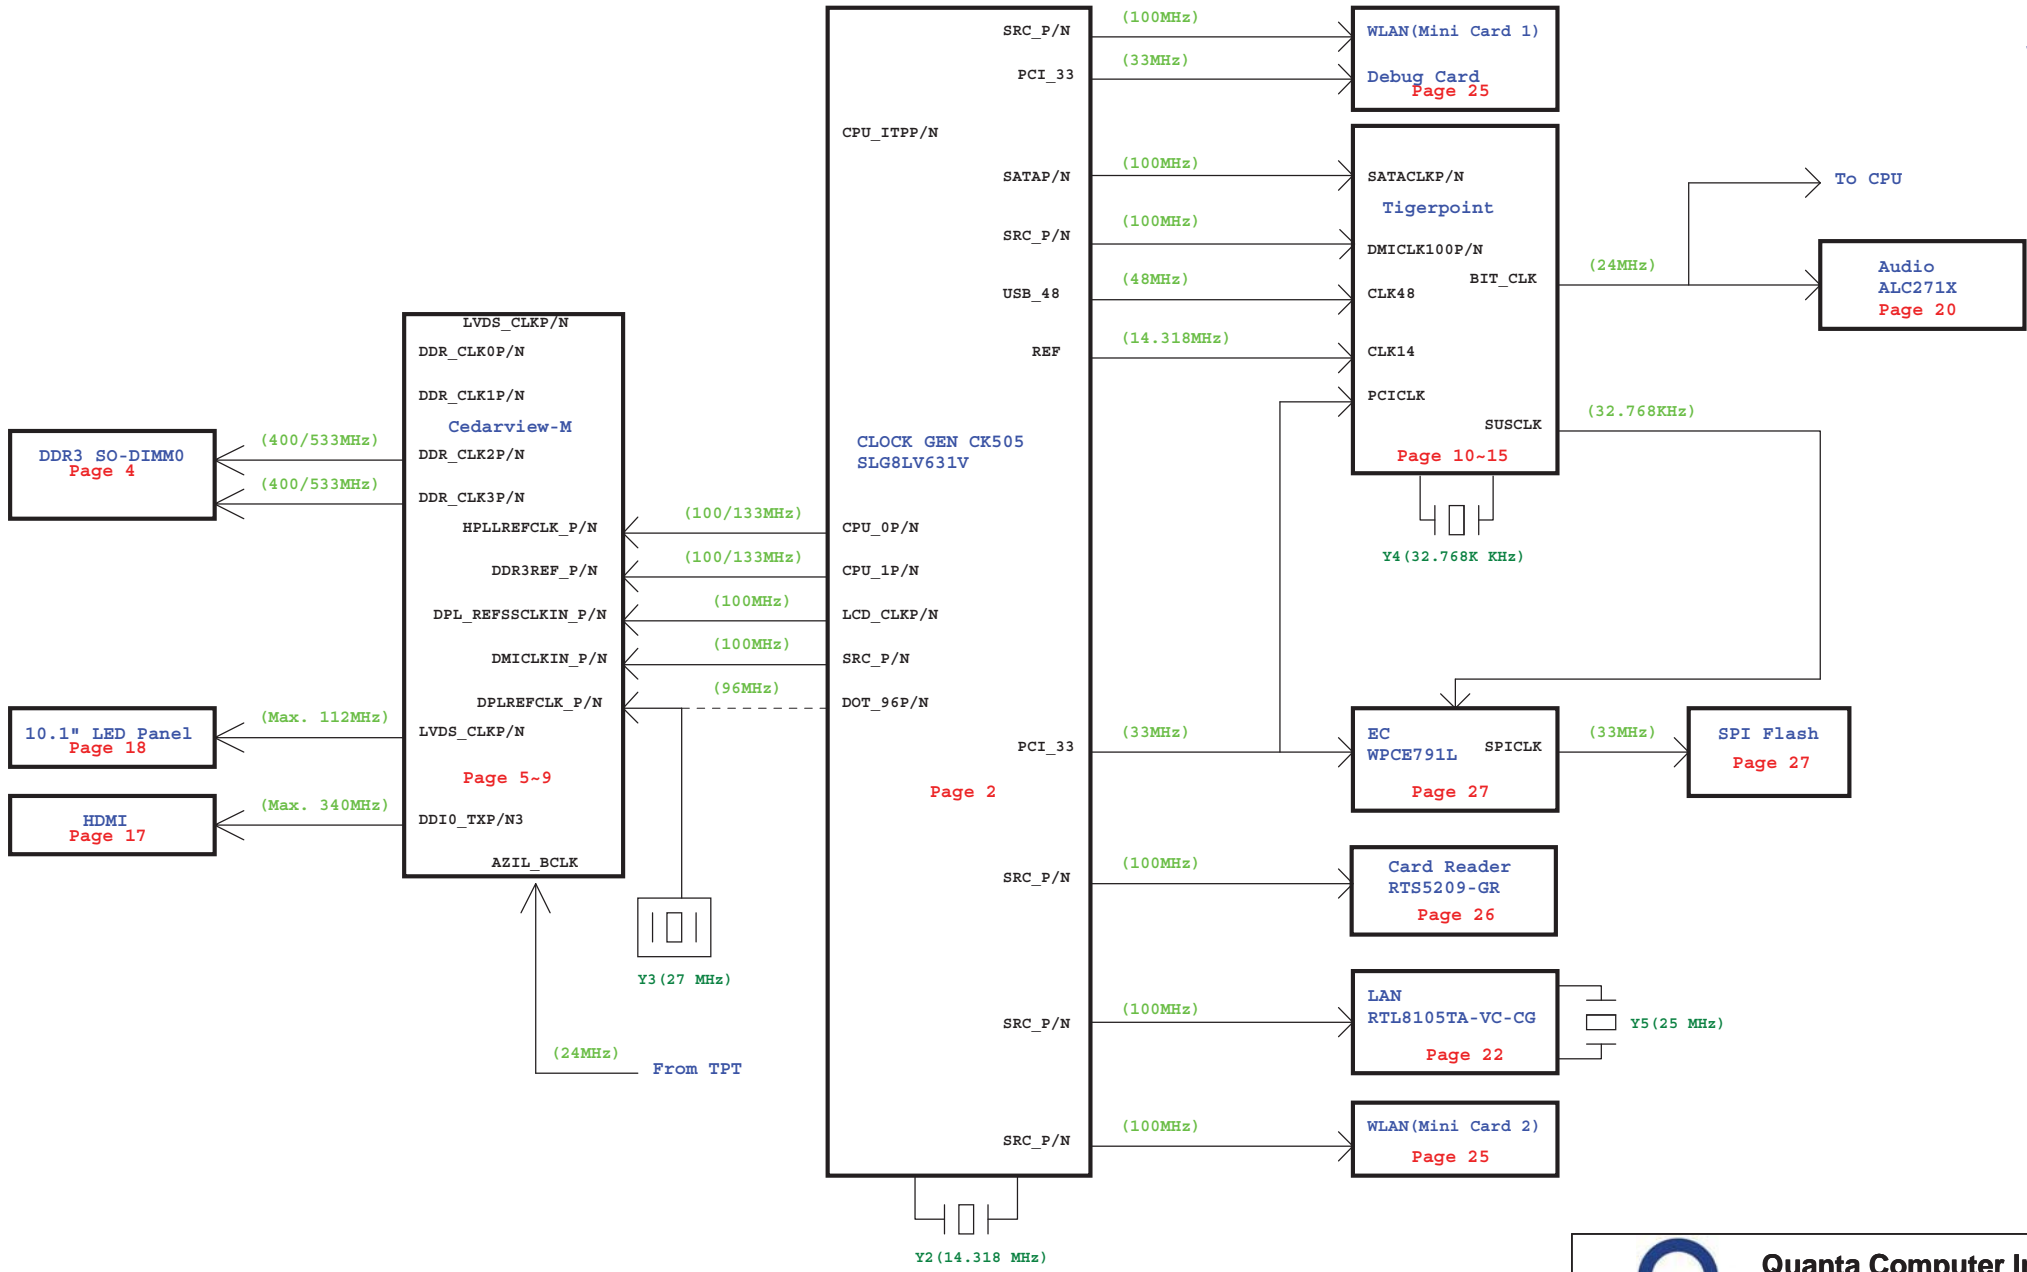 SRC_P/N
(100MHz)
WLAN(Mini Card 1)
PCI_33
(33MHz)
Debug Card
Page 25
CPU_ITPP/N
SATAP/N
(100MHz)
SATACLKP/N
Tigerpoint
To CPU
SRC_P/N
(100MHz)
DMICLK100P/N
BIT_CLK
(24MHz)
Audio
ALC271X
Page 20
USB_48
(48MHz)
CLK48
REF
(14.318MHz)
CLK14
PCICLK
SUSCLK
(32.768KHz)
Page 10~15
Y4(32.768K KHz)
LVDS_CLKP/N
DDR_CLK0P/N
DDR_CLK1P/N
Cedarview-M
DDR3 SO-DIMM0
Page 4
(400/533MHz)
DDR_CLK2P/N
(400/533MHz)
DDR_CLK3P/N
CLOCK GEN CK505
SLG8LV631V
HPLLREFCLK_P/N
(100/133MHz)
CPU_0P/N
DDR3REF_P/N
(100/133MHz)
CPU_1P/N
DPL_REFSSCLKIN_P/N
(100MHz)
LCD_CLKP/N
DMICLKIN_P/N
(100MHz)
SRC_P/N
DPLREFCLK_P/N
(96MHz)
DOT_96P/N
10.1" LED Panel
Page 18
(Max. 112MHz)
LVDS_CLKP/N
Page 5~9
HDMI
Page 17
(Max. 340MHz)
DDI0_TXP/N3
AZIL_BCLK
Y3(27 MHz)
(24MHz)
From TPT
PCI_33
(33MHz)
Page 2
EC
WPCE791L
SPICLK
Page 27
(33MHz)
SPI Flash
Page 27
SRC_P/N
(100MHz)
Card Reader
RTS5209-GR
Page 26
SRC_P/N
(100MHz)
LAN
RTL8105TA-VC-CG
Page 22
Y5(25 MHz)
SRC_P/N
(100MHz)
WLAN(Mini Card 2)
Page 25
Y2(14.318 MHz)
Quanta Computer In